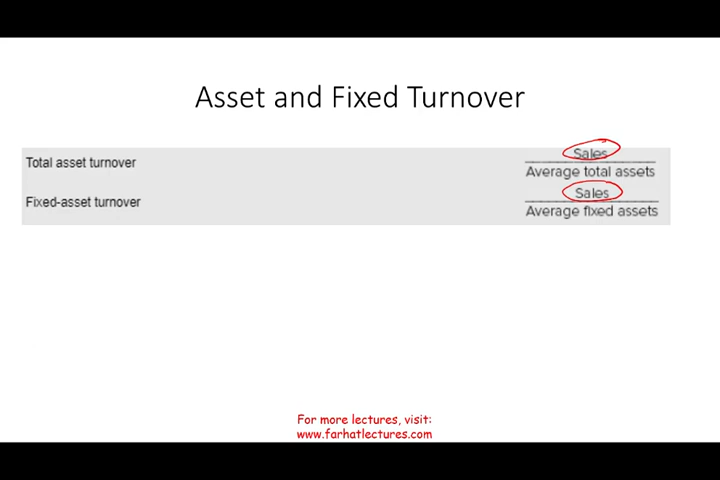 Asset and Fixed Turnover
Total asset turnover
Sales
Average total assets
Fixed-asset turnover
Sales
Average fixed assets
For more lectures, visit:
www.farhatlectures.com